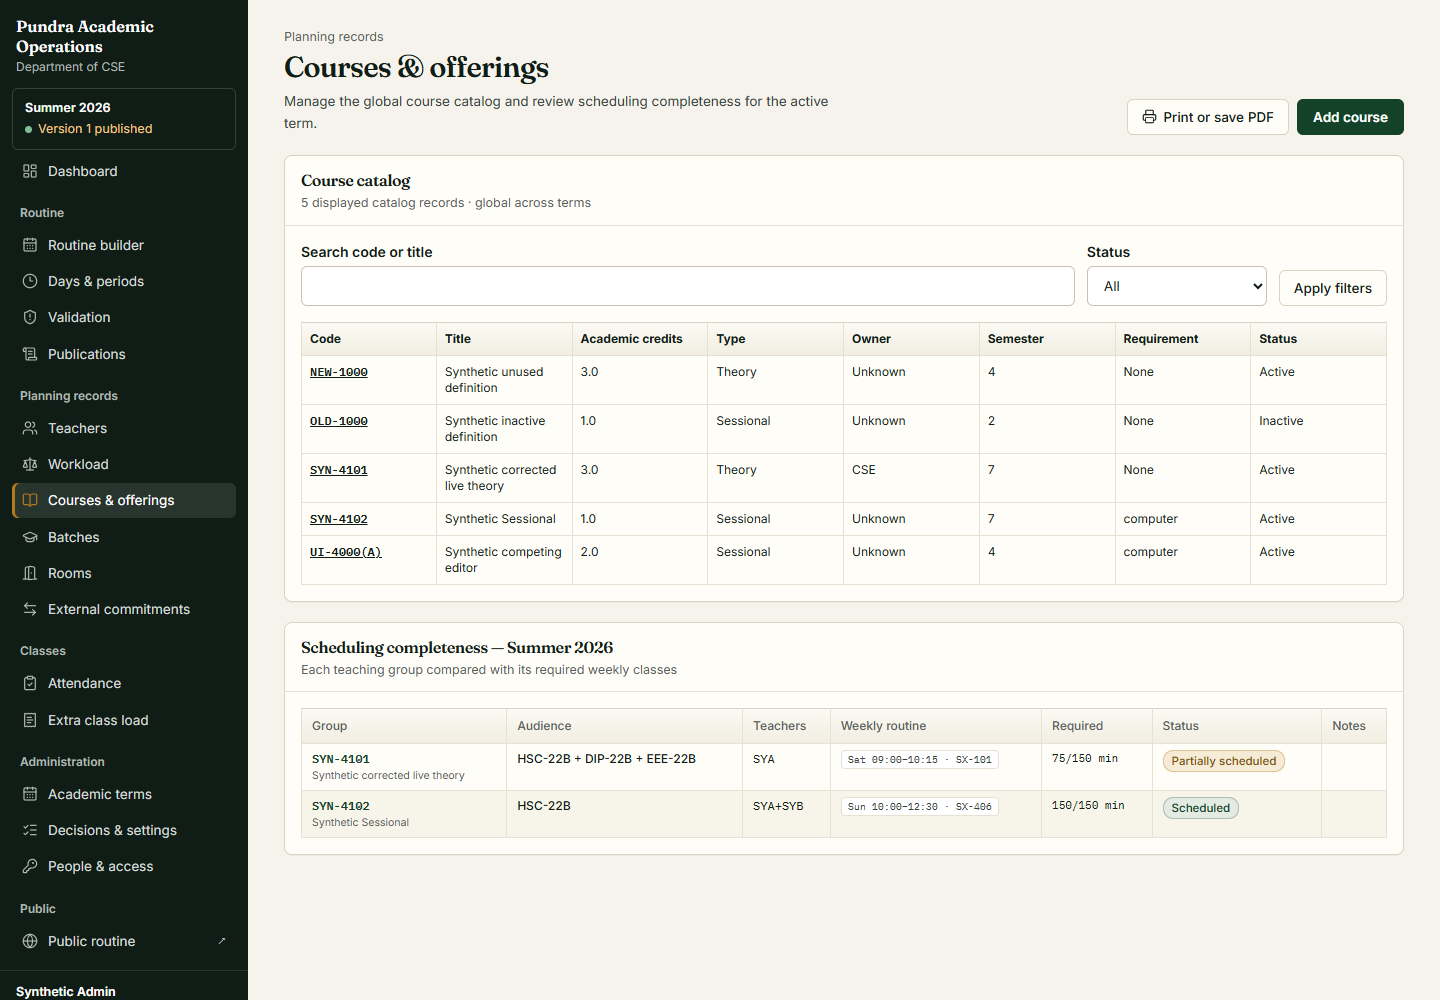 Pundra Academic
Operations
Department of CSE
Summer 2026
Version 1 published
Dashboard
Routine
Routine builder
Days & periods
Validation
Publications
Planning records
Teachers
Workload
Courses & offerings
Batches
Rooms
External commitments
Classes
Attendance
Extra class load
Administration
Academic terms
Decisions & settings
People & access
Public
Public routine ↗
Synthetic Admin
Planning records
Courses & offerings
Manage the global course catalog and review scheduling completeness for the active
term.
Print or save PDF
Add course
Course catalog
5 displayed catalog records · global across terms
Search code or title
Status
All
Apply filters
Code Title Academic credits Type Owner Semester Requirement Status
NEW-1000 Synthetic unused definition 3.0 Theory Unknown 4 None Active
OLD-1000 Synthetic inactive definition 1.0 Sessional Unknown 2 None Inactive
SYN-4101 Synthetic corrected live theory 3.0 Theory CSE 7 None Active
SYN-4102 Synthetic Sessional 1.0 Sessional Unknown 7 computer Active
UI-4000(A) Synthetic competing editor 2.0 Sessional Unknown 4 computer Active
Scheduling completeness — Summer 2026
Each teaching group compared with its required weekly classes
Group Audience Teachers Weekly routine Required Status Notes
SYN-4101 HSC-22B + DIP-22B + EEE-22B SYA Sat 09:00–10:15 · SX-101 75/150 min Partially scheduled
Synthetic corrected live theory
SYN-4102 HSC-22B SYA+SYB Sun 10:00–12:30 · SX-406 150/150 min Scheduled
Synthetic Sessional